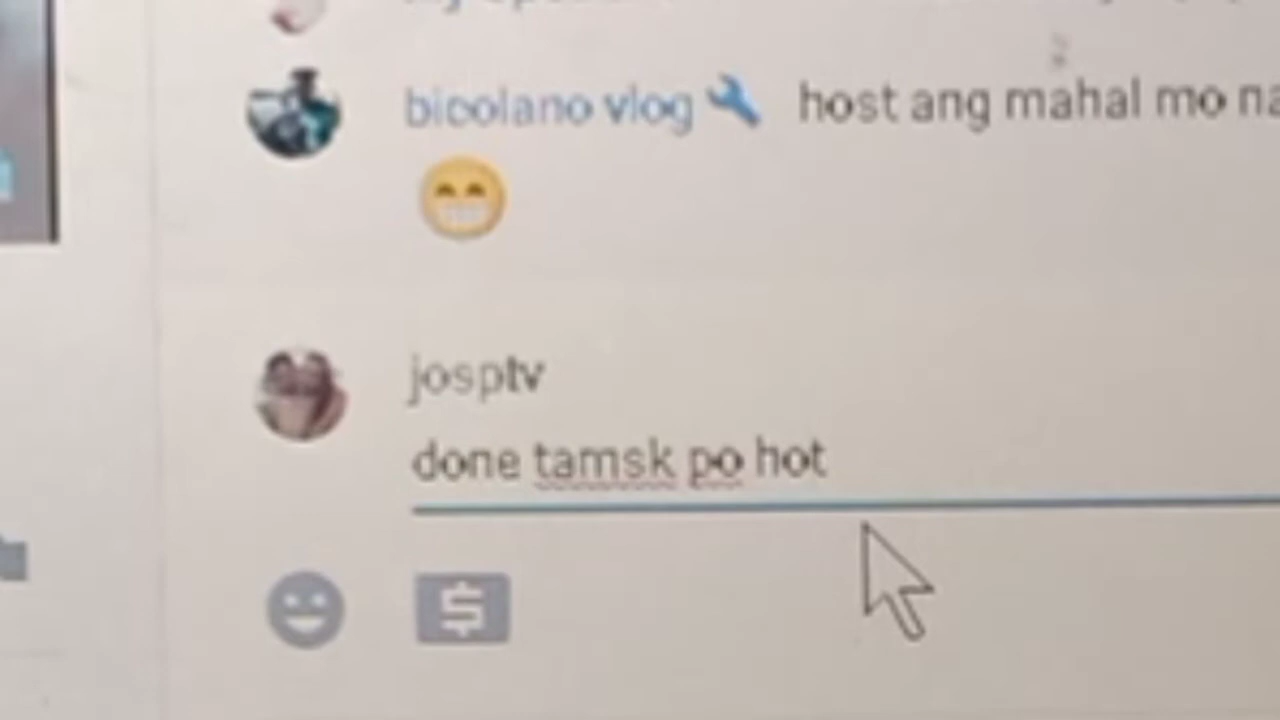 bicolano vlog host ang mahal mo na
josptv
done tamsk po hot